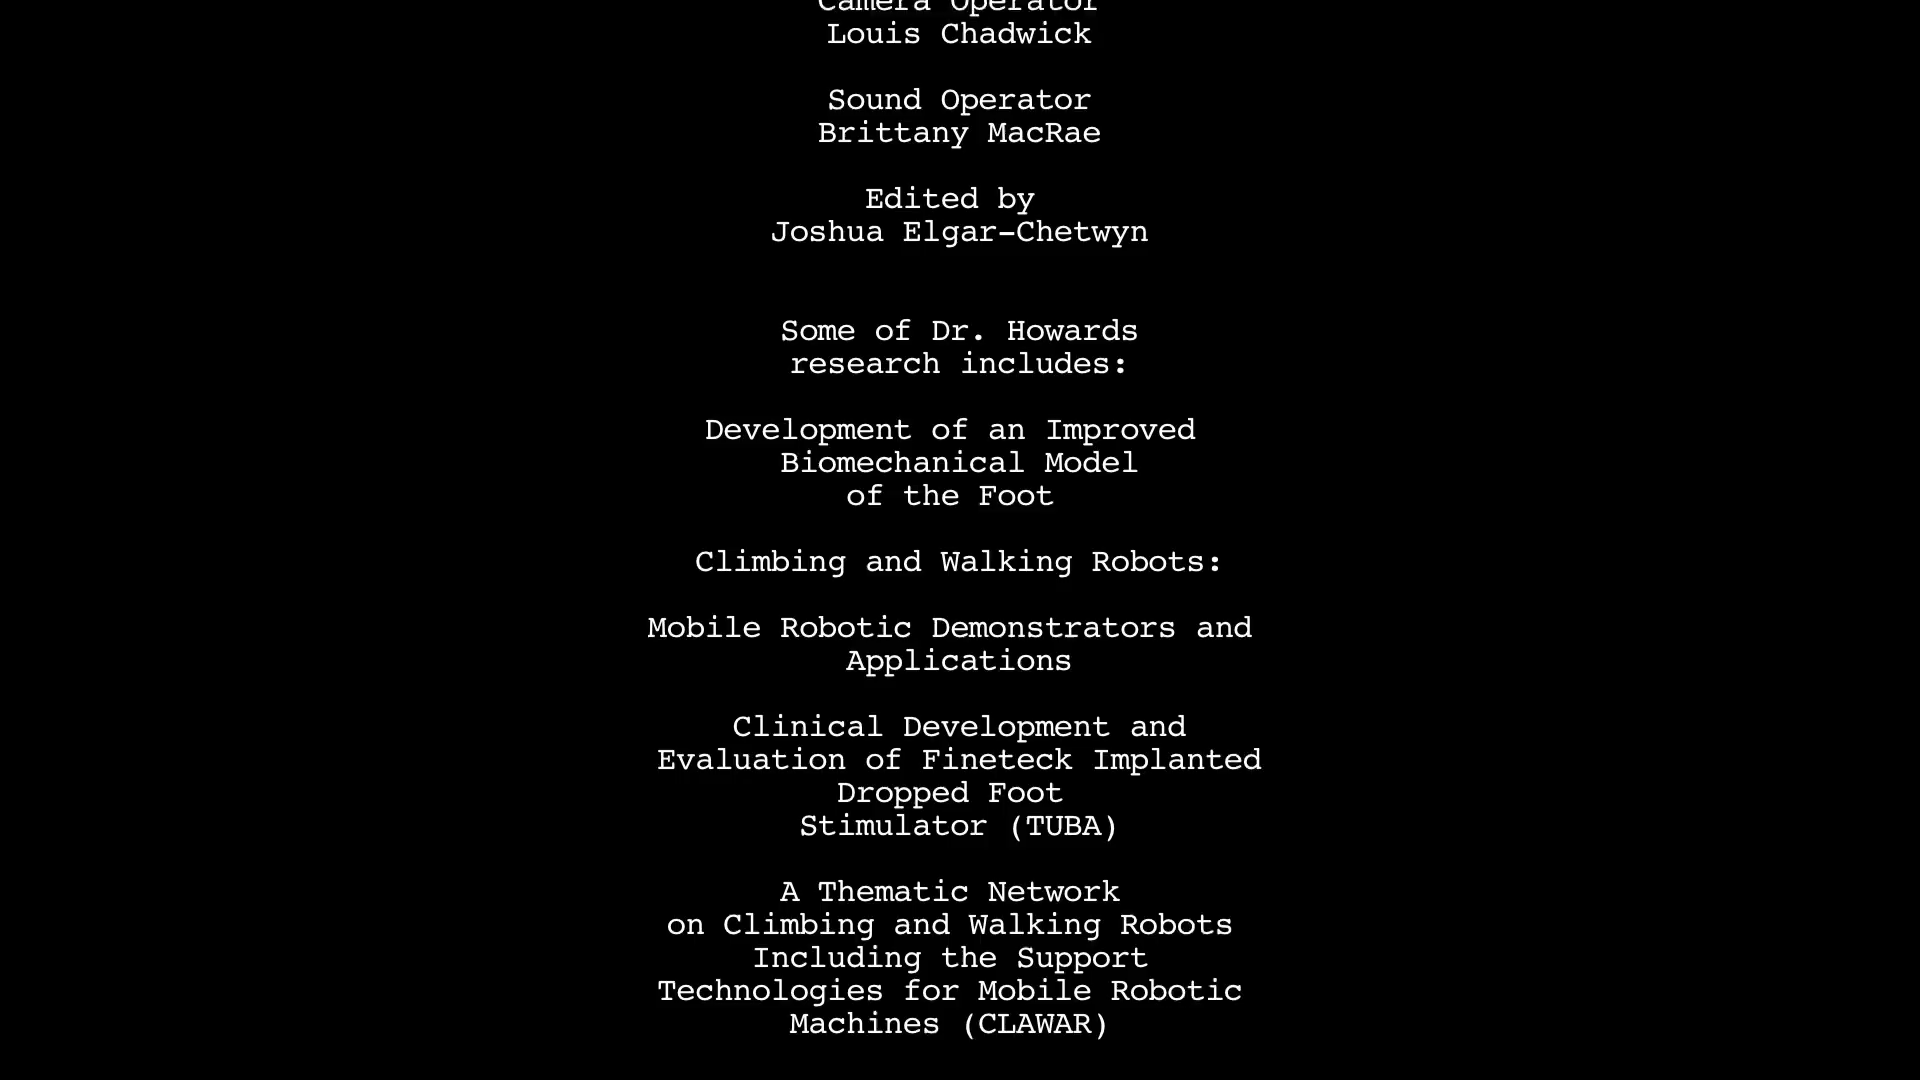 Camera Operator
Louis Chadwick
Sound Operator
Brittany MacRae
Edited by
Joshua Elgar-Chetwyn
Some of Dr. Howards
research includes:
Development of an Improved
Biomechanical Model
of the Foot
Climbing and Walking Robots:
Mobile Robotic Demonstrators and
Applications
Clinical Development and
Evaluation of Fineteck Implanted
Dropped Foot
Stimulator (TUBA)
A Thematic Network
on Climbing and Walking Robots
Including the Support
Technologies for Mobile Robotic
Machines (CLAWAR)